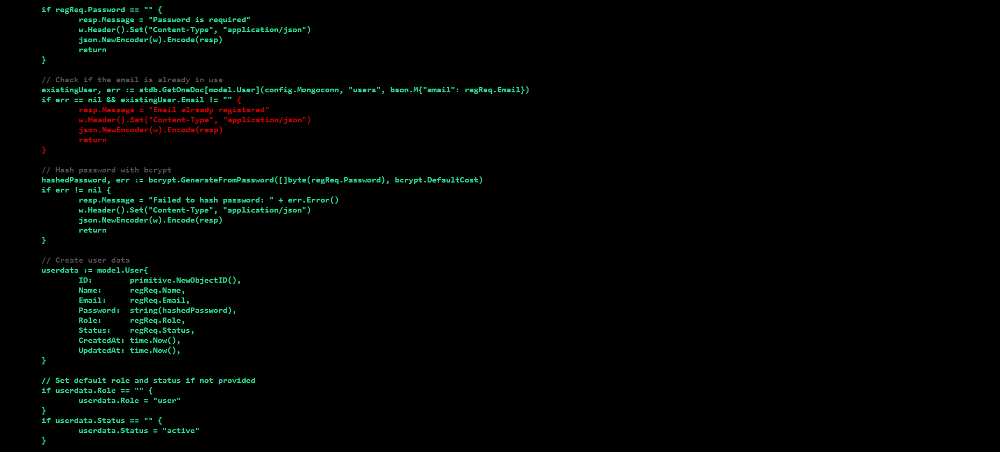 if regReq.Password == "" {
resp.Message = "Password is required"
w.Header().Set("Content-Type", "application/json")
json.NewEncoder(w).Encode(resp)
return
}
// Check if the email is already in use
existingUser, err := atdb.GetOneDoc[model.User](config.Mongoconn, "users", bson.M{"email": regReq.Email})
if err == nil && existingUser.Email != "" {
resp.Message = "Email already registered"
w.Header().Set("Content-Type", "application/json")
json.NewEncoder(w).Encode(resp)
return
}
// Hash password with bcrypt
hashedPassword, err := bcrypt.GenerateFromPassword([]byte(regReq.Password), bcrypt.DefaultCost)
if err != nil {
resp.Message = "Failed to hash password: " + err.Error()
w.Header().Set("Content-Type", "application/json")
json.NewEncoder(w).Encode(resp)
return
}
// Create user data
userdata := model.User{
ID: primitive.NewObjectID(),
Name: regReq.Name,
Email: regReq.Email,
Password: string(hashedPassword),
Role: regReq.Role,
Status: regReq.Status,
CreatedAt: time.Now(),
UpdatedAt: time.Now(),
}
// Set default role and status if not provided
if userdata.Role == "" {
userdata.Role = "user"
}
if userdata.Status == "" {
userdata.Status = "active"
}